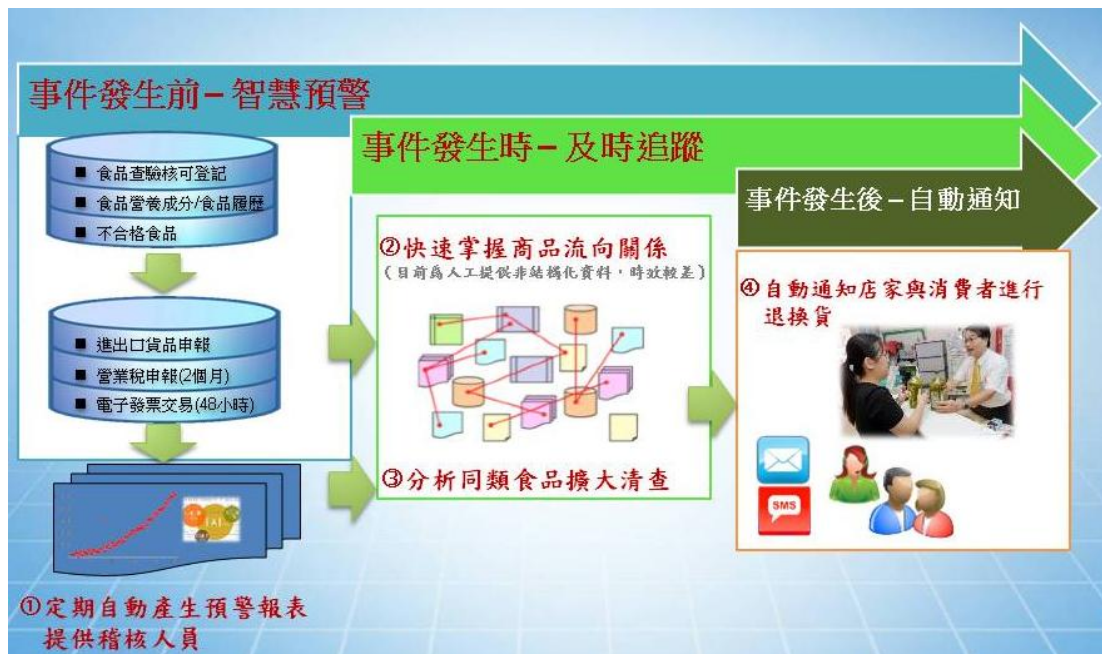 事件發生前–智慧預警
■ 食品查驗核可登記
■ 食品營養成分/食品履歷
■ 不合格食品
■ 進出口貨品申報
■ 營業稅申報(2個月)
■ 電子發票交易(48小時)
①定期自動產生預警報表
提供稽核人員
事件發生時–及時追蹤
②快速掌握商品流向關係
(目前為人工提供非結構化資料,時效較差)
③分析同類食品擴大清查
事件發生後–自動通知
④自動通知店家與消費者進行
退換貨
SMS